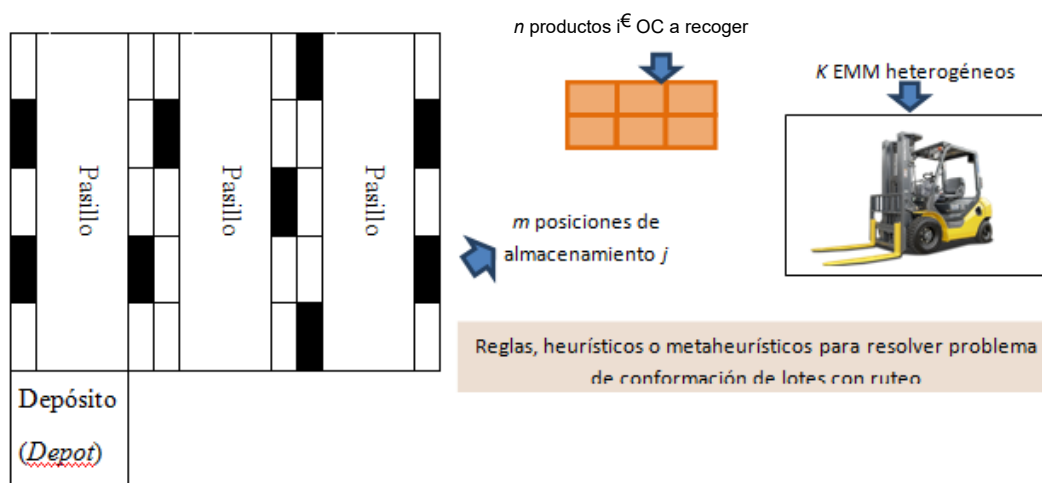 n productos i€ OC a recoger
K EMM heterogéneos
Pasillo
Pasillo
Pasillo
m posiciones de
almacenamiento j
Reglas, heurísticos o metaheurísticos para resolver problema
de conformación de lotes con ruteo
Depósito
(Depot)